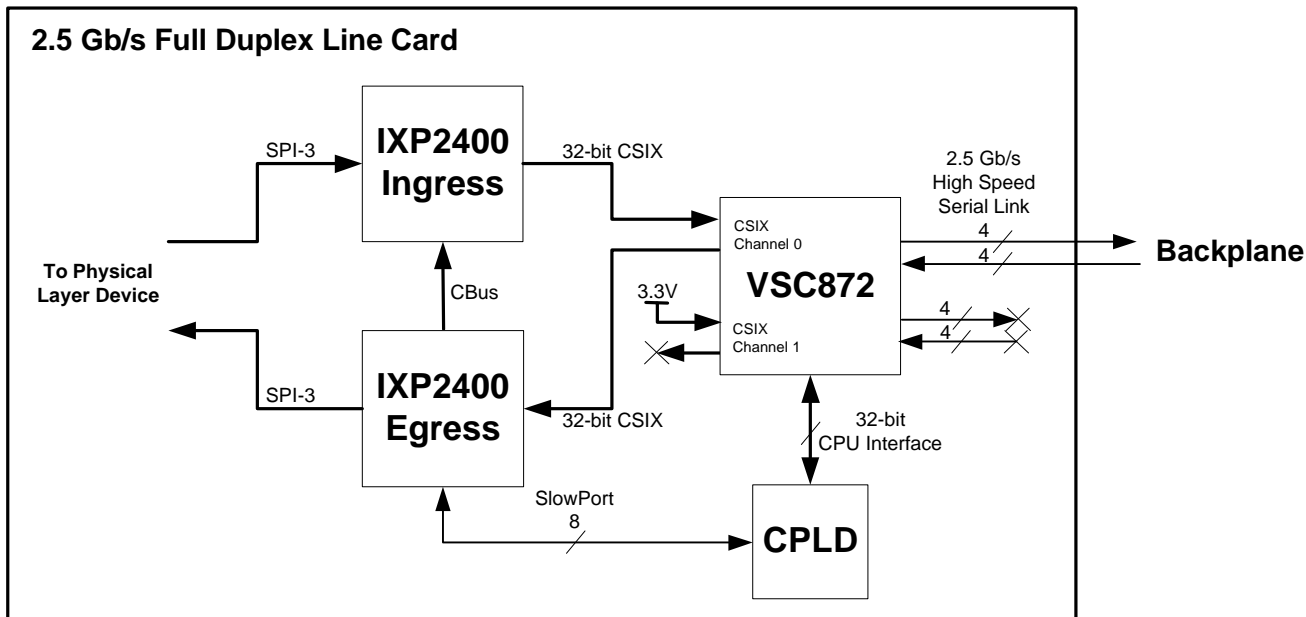 2.5 Gb/s Full Duplex Line Card
IXP2400
Ingress
SPI-3
32-bit CSIX
2.5 Gb/s
High Speed
Serial Link
4
4
Backplane
CSIX
Channel 0
VSC872
To Physical
Layer Device
CBus
3.3V
CSIX
Channel 1
4
4
IXP2400
Egress
SPI-3
32-bit CSIX
32-bit
CPU Interface
SlowPort
8
CPLD